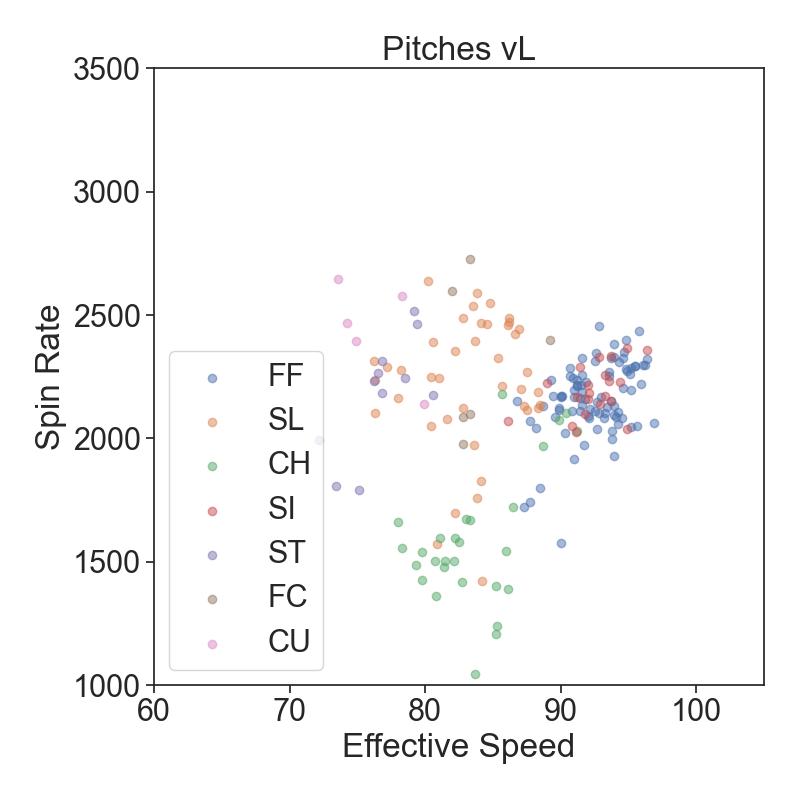 Pitches vL
3500
3000
2500
2000
1500
1000
Spin Rate
FF
SL
CH
SI
ST
FC
CU
60 70 80 90 100
Effective Speed